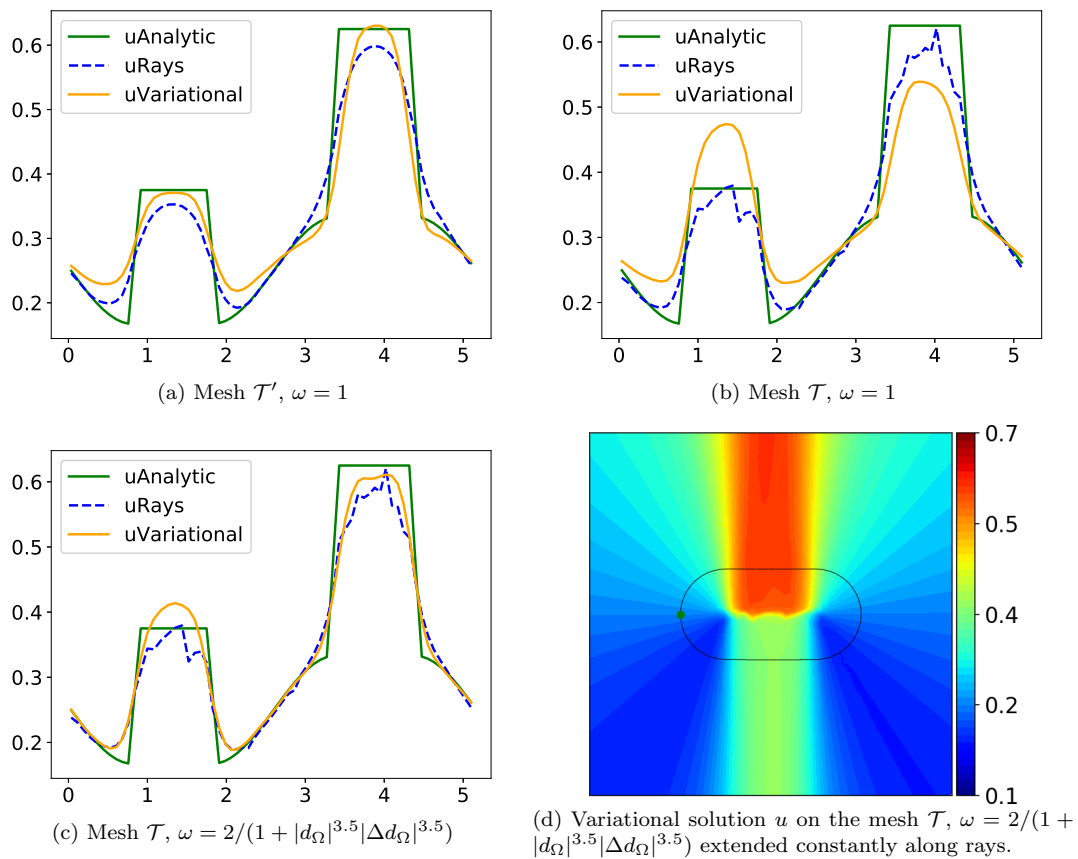 uAnalytic
uRays
uVariational
0.6
0.5
0.4
0.3
0.2
0 1 2 3 4 5
(a) Mesh 𝒯′, ω = 1
uAnalytic
uRays
uVariational
0.6
0.5
0.4
0.3
0.2
0 1 2 3 4 5
(b) Mesh 𝒯, ω = 1
uAnalytic
uRays
uVariational
0.6
0.5
0.4
0.3
0.2
0 1 2 3 4 5
(c) Mesh 𝒯, ω = 2/(1 + |d_Ω|^3.5|Δd_Ω|^3.5)
0.7
0.5
0.4
0.2
0.1
(d) Variational solution u on the mesh 𝒯, ω = 2/(1 +
|d_Ω|^3.5|Δd_Ω|^3.5) extended constantly along rays.